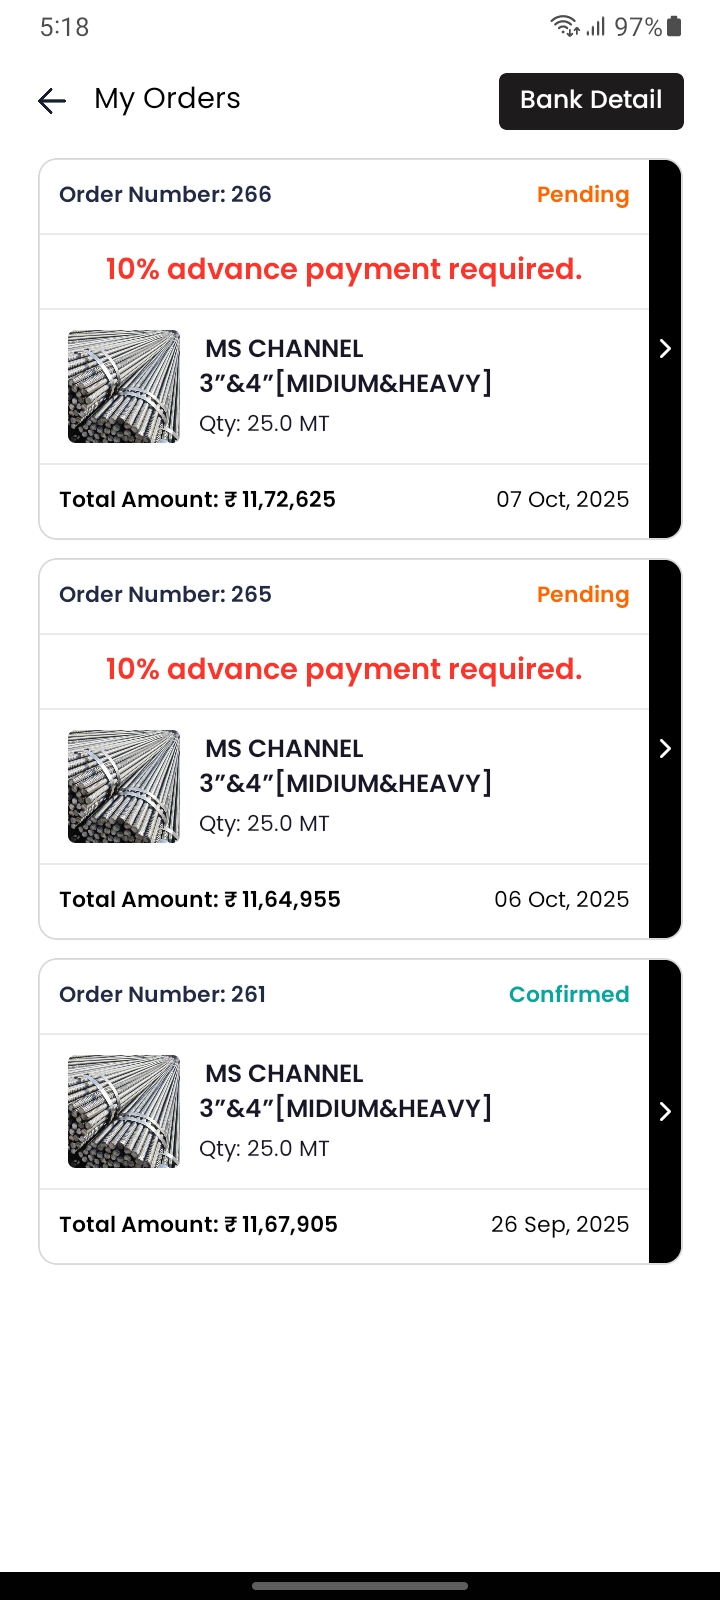 5:18 97%
My Orders Bank Detail
Order Number: 266 Pending
10% advance payment required.
MS CHANNEL
3”&4”[MIDIUM&HEAVY]
Qty: 25.0 MT
Total Amount: ₹ 11,72,625 07 Oct, 2025
Order Number: 265 Pending
10% advance payment required.
MS CHANNEL
3”&4”[MIDIUM&HEAVY]
Qty: 25.0 MT
Total Amount: ₹ 11,64,955 06 Oct, 2025
Order Number: 261 Confirmed
MS CHANNEL
3”&4”[MIDIUM&HEAVY]
Qty: 25.0 MT
Total Amount: ₹ 11,67,905 26 Sep, 2025